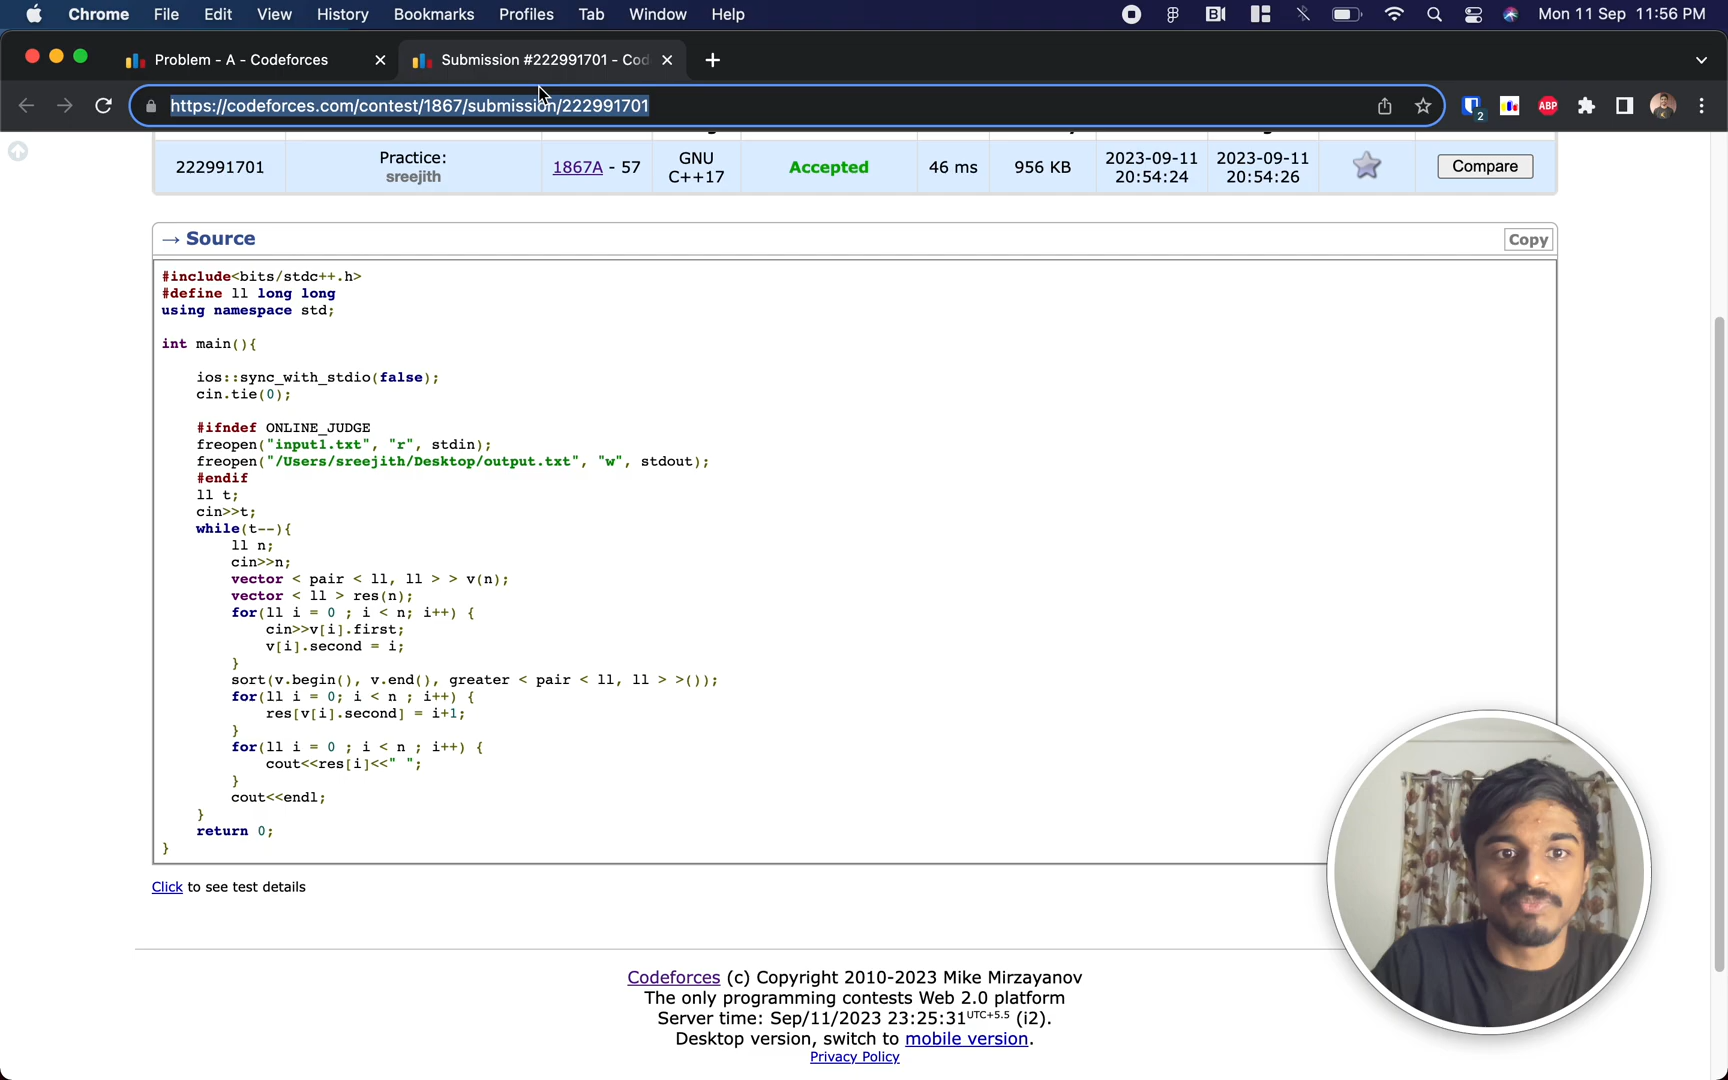 Chrome File Edit View History Bookmarks Profiles Tab Window Help Mon 11 Sep 11:56 PM
Problem - A - Codeforces
Submission #222991701 - Cod
https://codeforces.com/contest/1867/submission/222991701
2
ABP
222991701 Practice: sreejith 1867A - 57 GNU C++17 Accepted 46 ms 956 KB 2023-09-11 20:54:24 2023-09-11 20:54:26 Compare
→ Source Copy
#include<bits/stdc++.h>
#define ll long long
using namespace std;
int main(){
ios::sync_with_stdio(false);
cin.tie(0);
#ifndef ONLINE_JUDGE
freopen("input1.txt", "r", stdin);
freopen("/Users/sreejith/Desktop/output.txt", "w", stdout);
#endif
ll t;
cin>>t;
while(t--){
ll n;
cin>>n;
vector < pair < ll, ll > > v(n);
vector < ll > res(n);
for(ll i = 0 ; i < n; i++) {
cin>>v[i].first;
v[i].second = i;
}
sort(v.begin(), v.end(), greater < pair < ll, ll > >());
for(ll i = 0; i < n ; i++) {
res[v[i].second] = i+1;
}
for(ll i = 0 ; i < n ; i++) {
cout<<res[i]<<" ";
}
cout<<endl;
}
return 0;
}
Click to see test details
Codeforces (c) Copyright 2010-2023 Mike Mirzayanov
The only programming contests Web 2.0 platform
Server time: Sep/11/2023 23:25:31UTC+5.5 (i2).
Desktop version, switch to mobile version.
Privacy Policy